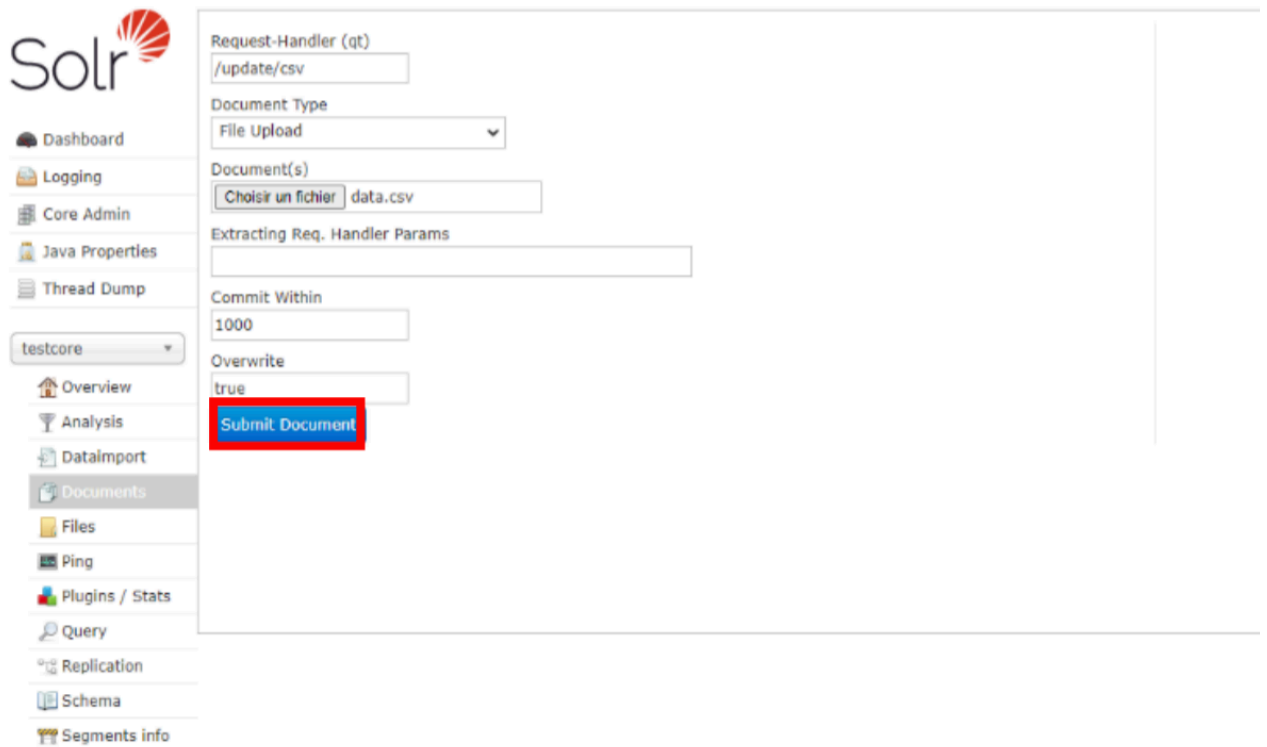 Solr
Dashboard
Logging
Core Admin
Java Properties
Thread Dump
testcore
Overview
Analysis
Dataimport
Documents
Files
Ping
Plugins / Stats
Query
Replication
Schema
Segments info
Request-Handler (qt)
/update/csv
Document Type
File Upload
Document(s)
Choisir un fichier data.csv
Extracting Req. Handler Params
Commit Within
1000
Overwrite
true
Submit Document